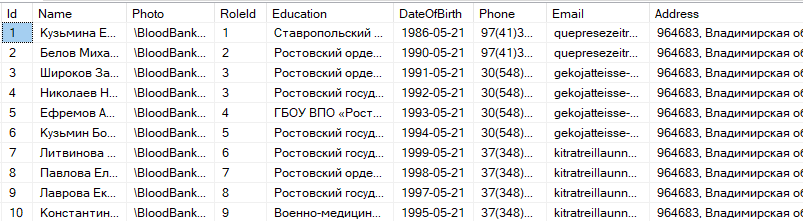 Id Name Photo RoleId Education DateOfBirth Phone Email Address
1 Кузьмина Е... \BloodBank... 1 Ставропольский ... 1986-05-21 97(41)3... quepresezeitr... 964683, Владимирская об
2 Белов Миха... \BloodBank... 2 Ростовский орде... 1990-05-21 97(41)3... quepresezeitr... 964683, Владимирская об
3 Широков За... \BloodBank... 3 Ростовский орде... 1991-05-21 30(548)... gekojatteisse-... 964683, Владимирская об
4 Николаев Н... \BloodBank... 3 Ростовский госуд... 1992-05-21 30(548)... gekojatteisse-... 964683, Владимирская об
5 Ефремов А... \BloodBank... 4 ГБОУ ВПО «Рост... 1993-05-21 30(548)... gekojatteisse-... 964683, Владимирская об
6 Кузьмин Бо... \BloodBank... 5 Ростовский госуд... 1994-05-21 30(548)... gekojatteisse-... 964683, Владимирская об
7 Литвинова ... \BloodBank... 6 Ростовский госуд... 1999-05-21 37(348)... kitratreillaunn... 964683, Владимирская об
8 Павлова Ел... \BloodBank... 7 Ростовский орде... 1998-05-21 37(348)... kitratreillaunn... 964683, Владимирская об
9 Лаврова Ек... \BloodBank... 8 Ростовский госуд... 1997-05-21 37(348)... kitratreillaunn... 964683, Владимирская об
10 Константин... \BloodBank... 9 Военно-медицин... 1995-05-21 37(348)... kitratreillaunn... 964683, Владимирская об